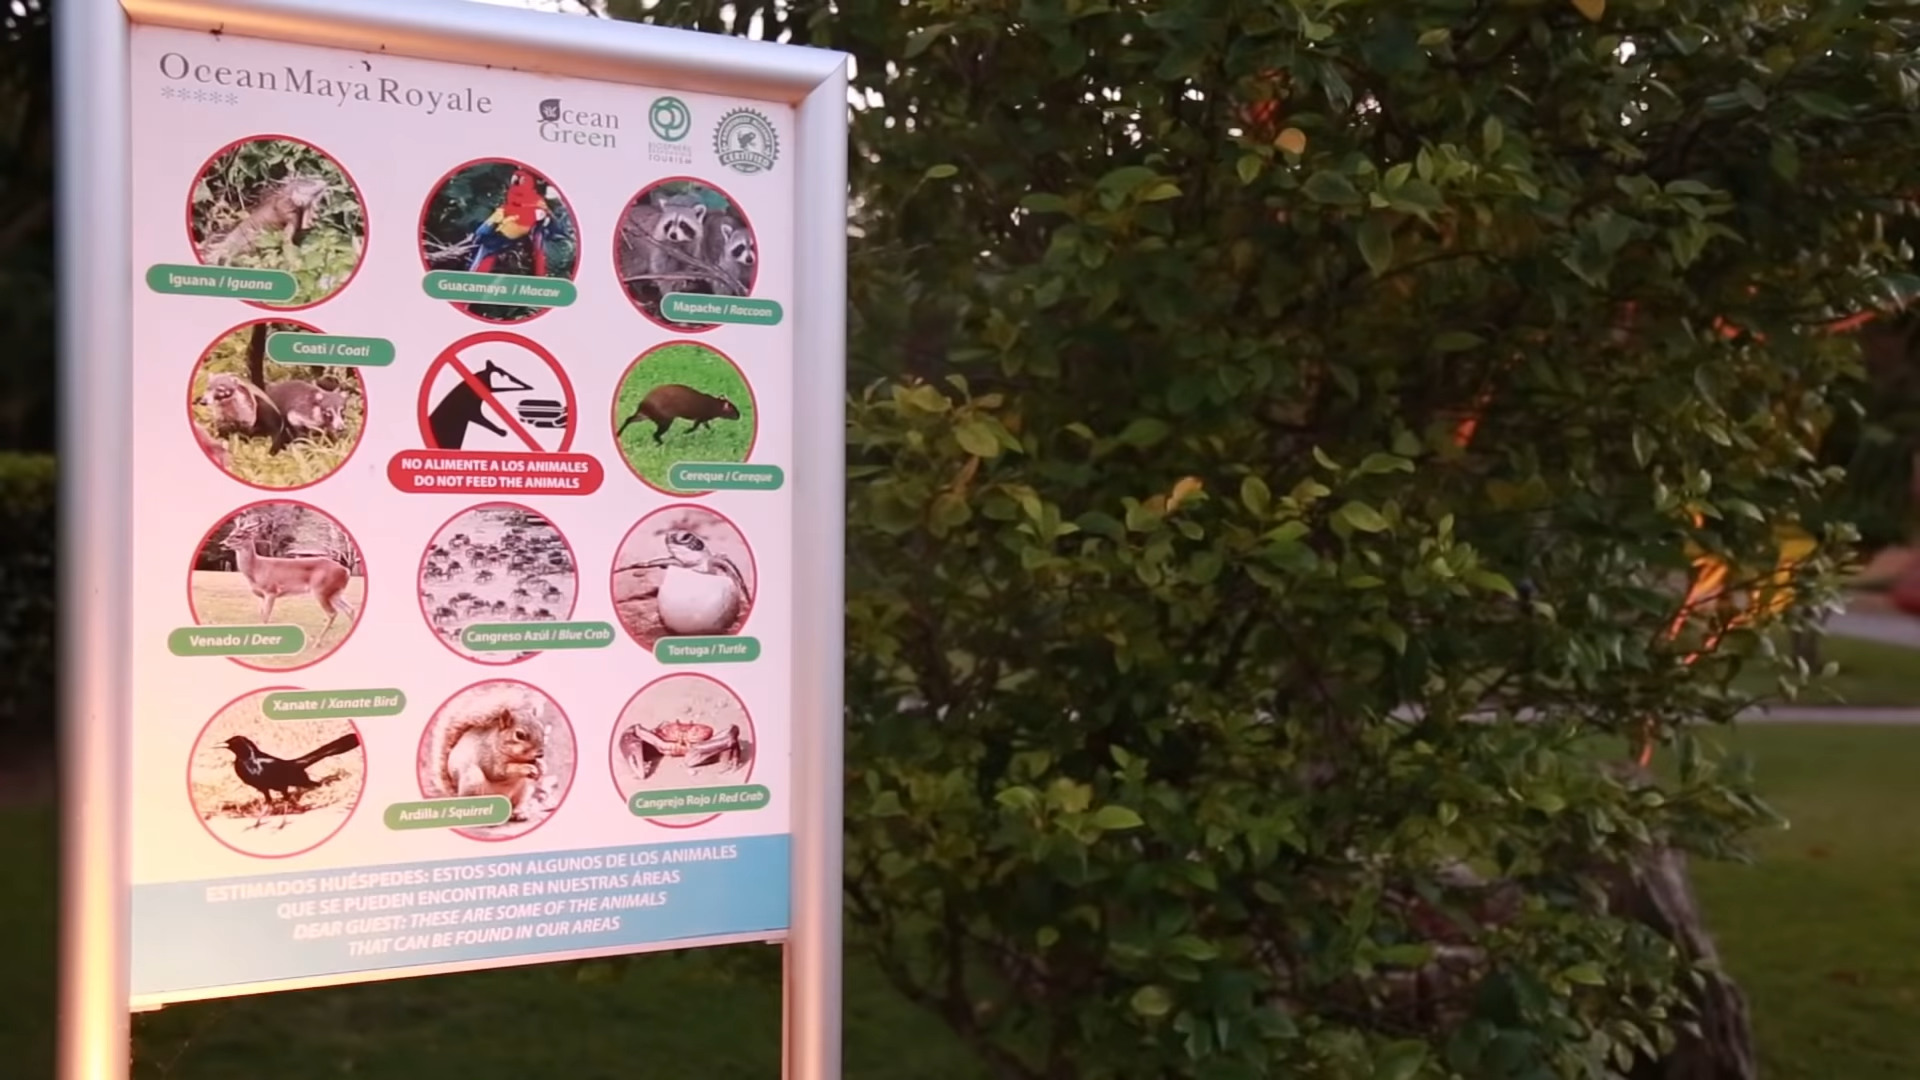 Ocean Maya Royale
*****
Ocean
Green
BIOSPHERE
TOURISM
CERTIFIED
Iguana / Iguana
Guacamaya / Macaw
Mapache / Raccoon
Coati / Coati
NO ALIMENTE A LOS ANIMALES
DO NOT FEED THE ANIMALS
Cereque / Cereque
Venado / Deer
Cangreso Azúl / Blue Crab
Tortuga / Turtle
Xanate / Xanate Bird
Ardilla / Squirrel
Cangrejo Rojo / Red Crab
ESTIMADOS HUÉSPEDES: ESTOS SON ALGUNOS DE LOS ANIMALES
QUE SE PUEDEN ENCONTRAR EN NUESTRAS ÁREAS
DEAR GUEST: THESE ARE SOME OF THE ANIMALS
THAT CAN BE FOUND IN OUR AREAS